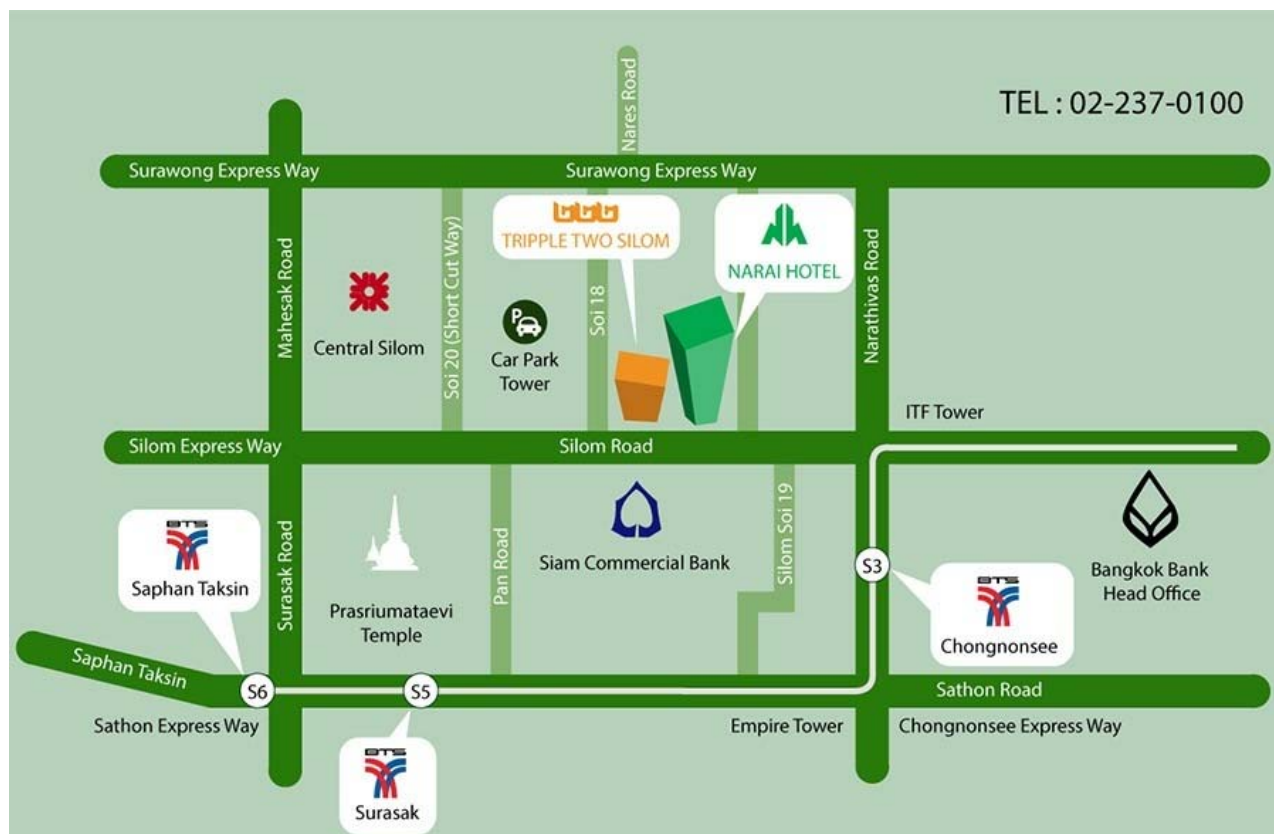 Nares Road
TEL : 02-237-0100
Surawong Express Way
Surawong Express Way
Mahesak Road
Soi 20 (Short Cut Way)
TRIPPLE TWO SILOM
NARAI HOTEL
Soi 18
Narathivas Road
P
Central Silom
Car Park
Tower
ITF Tower
Silom Express Way
Silom Road
Surasak Road
Pan Road
Silom Soi 19
BTS
Saphan Taksin
Prasriumataevi
Temple
Siam Commercial Bank
S3
BTS
Chongnonsee
Bangkok Bank
Head Office
Saphan Taksin
S6
S5
Sathon Road
Sathon Express Way
Empire Tower
Chongnonsee Express Way
BTS
Surasak